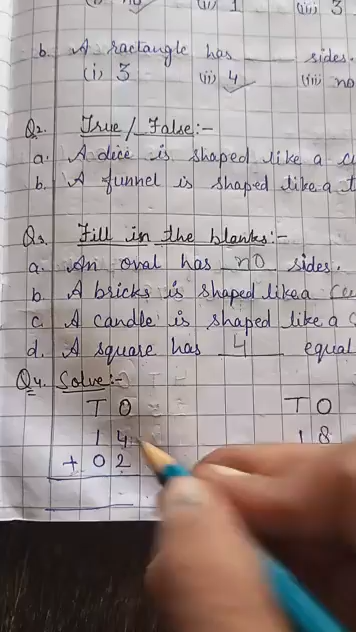 (ii) 1 (iii) 3
b. A ractangle has ____ sides.
(i) 3 (ii) 4 (iii) no
Q2. True / False:-
a. A dice is shaped like a cu
b. A funnel is shaped like a
Q3. Fill in the blanks:-
a. An oval has no sides.
b. A bricks is shaped like a
c. A candle is shaped like a
d. A square has 4 equal
Q4. Solve:-
T O T O
1 4 1 8
+ 0 2